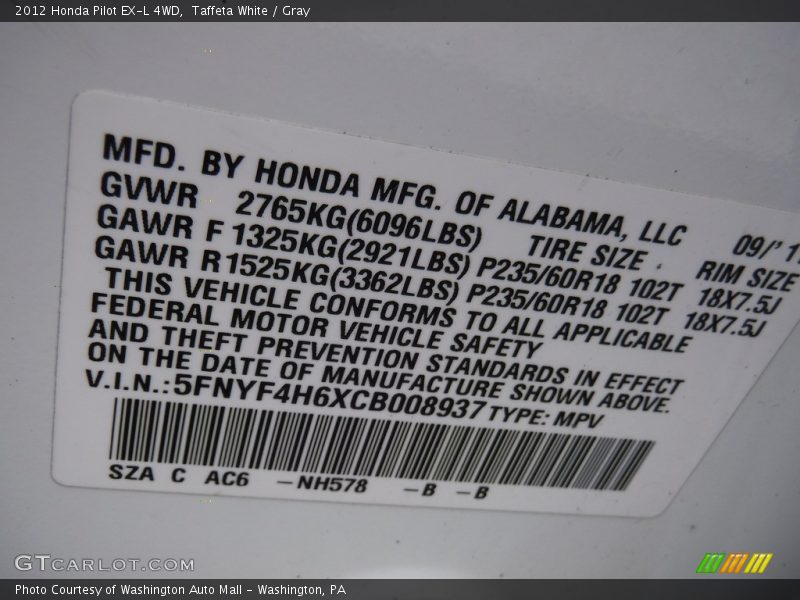 2012 Honda Pilot EX-L 4WD, Taffeta White / Gray
MFD. BY HONDA MFG. OF ALABAMA, LLC 09/'1
GVWR 2765KG(6096LBS) TIRE SIZE RIM SIZE
GAWR F 1325KG(2921LBS) P235/60R18 102T 18X7.5J
GAWR R 1525KG(3362LBS) P235/60R18 102T 18X7.5J
THIS VEHICLE CONFORMS TO ALL APPLICABLE
FEDERAL MOTOR VEHICLE SAFETY
AND THEFT PREVENTION STANDARDS IN EFFECT
ON THE DATE OF MANUFACTURE SHOWN ABOVE.
V.I.N.:5FNYF4H6XCB008937 TYPE: MPV
SZA C AC6 -NH578 -B -B
GTCARLOT.COM
Photo Courtesy of Washington Auto Mall - Washington, PA